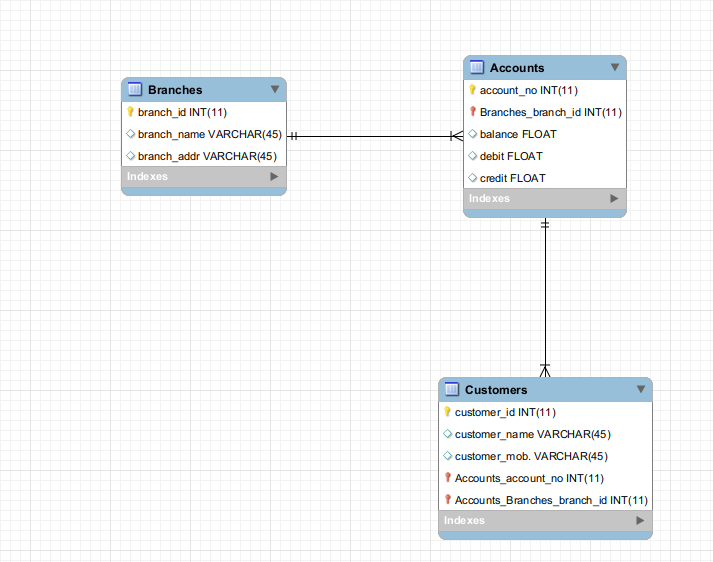 Branches
branch_id INT(11)
branch_name VARCHAR(45)
branch_addr VARCHAR(45)
Indexes
Accounts
account_no INT(11)
Branches_branch_id INT(11)
balance FLOAT
debit FLOAT
credit FLOAT
Indexes
Customers
customer_id INT(11)
customer_name VARCHAR(45)
customer_mob. VARCHAR(45)
Accounts_account_no INT(11)
Accounts_Branches_branch_id INT(11)
Indexes